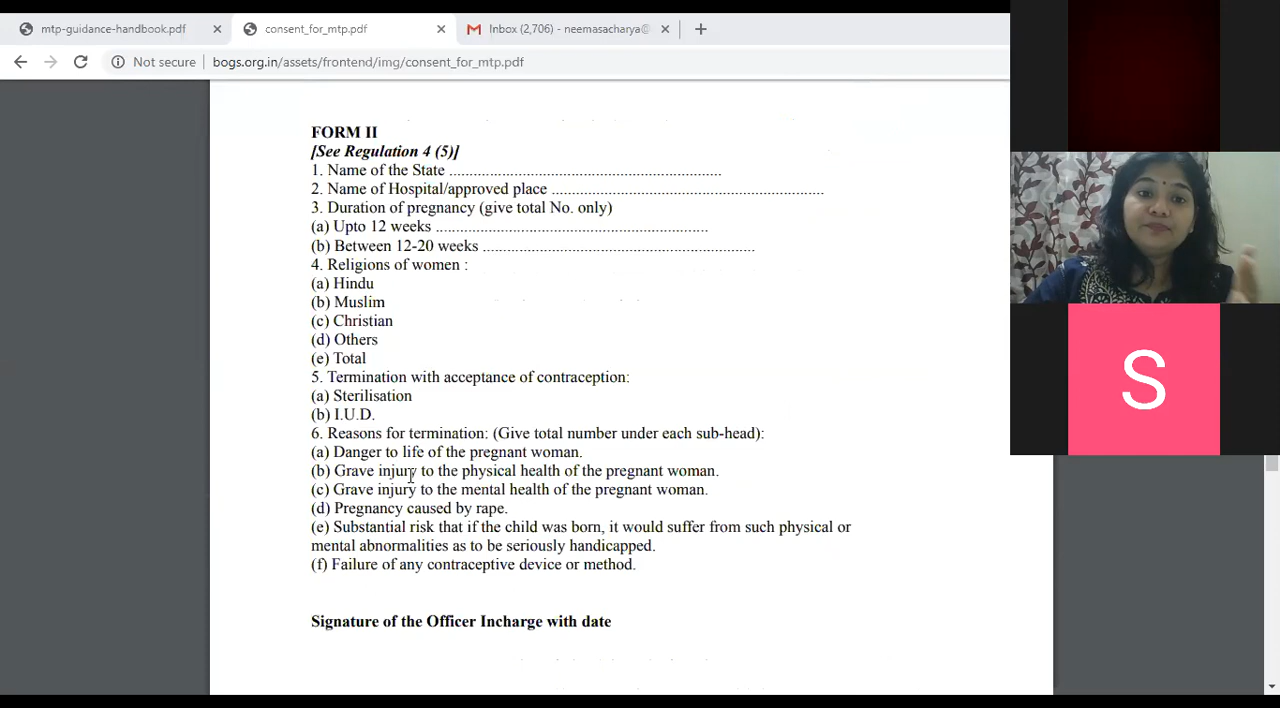 mtp-guidance-handbook.pdf
consent_for_mtp.pdf
Inbox (2,706) - neemasacharya@
Not secure
bogs.org.in/assets/frontend/img/consent_for_mtp.pdf
FORM II
[See Regulation 4 (5)]
1. Name of the State ..........................................................
2. Name of Hospital/approved place ..........................................................
3. Duration of pregnancy (give total No. only)
(a) Upto 12 weeks ..........................................................
(b) Between 12-20 weeks ..........................................................
4. Religions of women :
(a) Hindu
(b) Muslim
(c) Christian
(d) Others
(e) Total
5. Termination with acceptance of contraception:
(a) Sterilisation
(b) I.U.D.
6. Reasons for termination: (Give total number under each sub-head):
(a) Danger to life of the pregnant woman.
(b) Grave injury to the physical health of the pregnant woman.
(c) Grave injury to the mental health of the pregnant woman.
(d) Pregnancy caused by rape.
(e) Substantial risk that if the child was born, it would suffer from such physical or
mental abnormalities as to be seriously handicapped.
(f) Failure of any contraceptive device or method.
Signature of the Officer Incharge with date
S